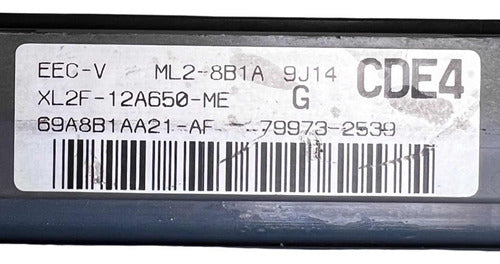 EEC-V ML2-8B1A 9J14 CDE4
XL2F-12A650-ME G
69A8B1AA21-AF 79973-2539